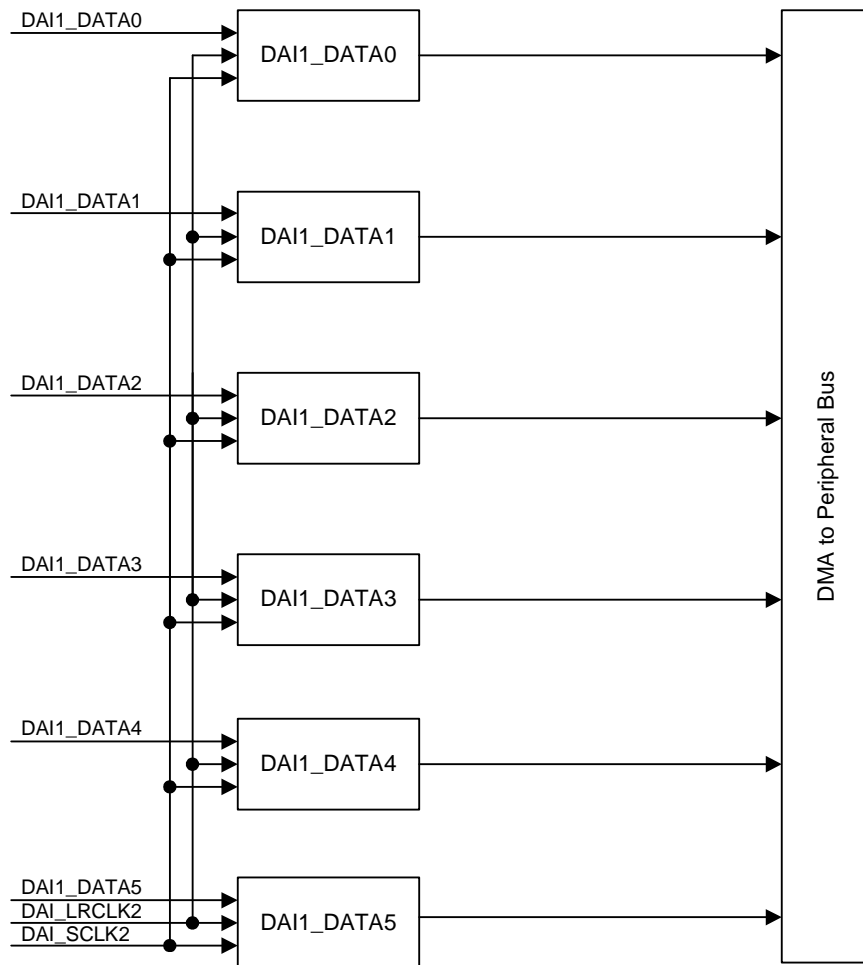 DAI1_DATA0
DAI1_DATA0
DAI1_DATA1
DAI1_DATA1
DAI1_DATA2
DAI1_DATA2
DMA to Peripheral Bus
DAI1_DATA3
DAI1_DATA3
DAI1_DATA4
DAI1_DATA4
DAI1_DATA5
DAI_LRCLK2
DAI1_DATA5
DAI_SCLK2